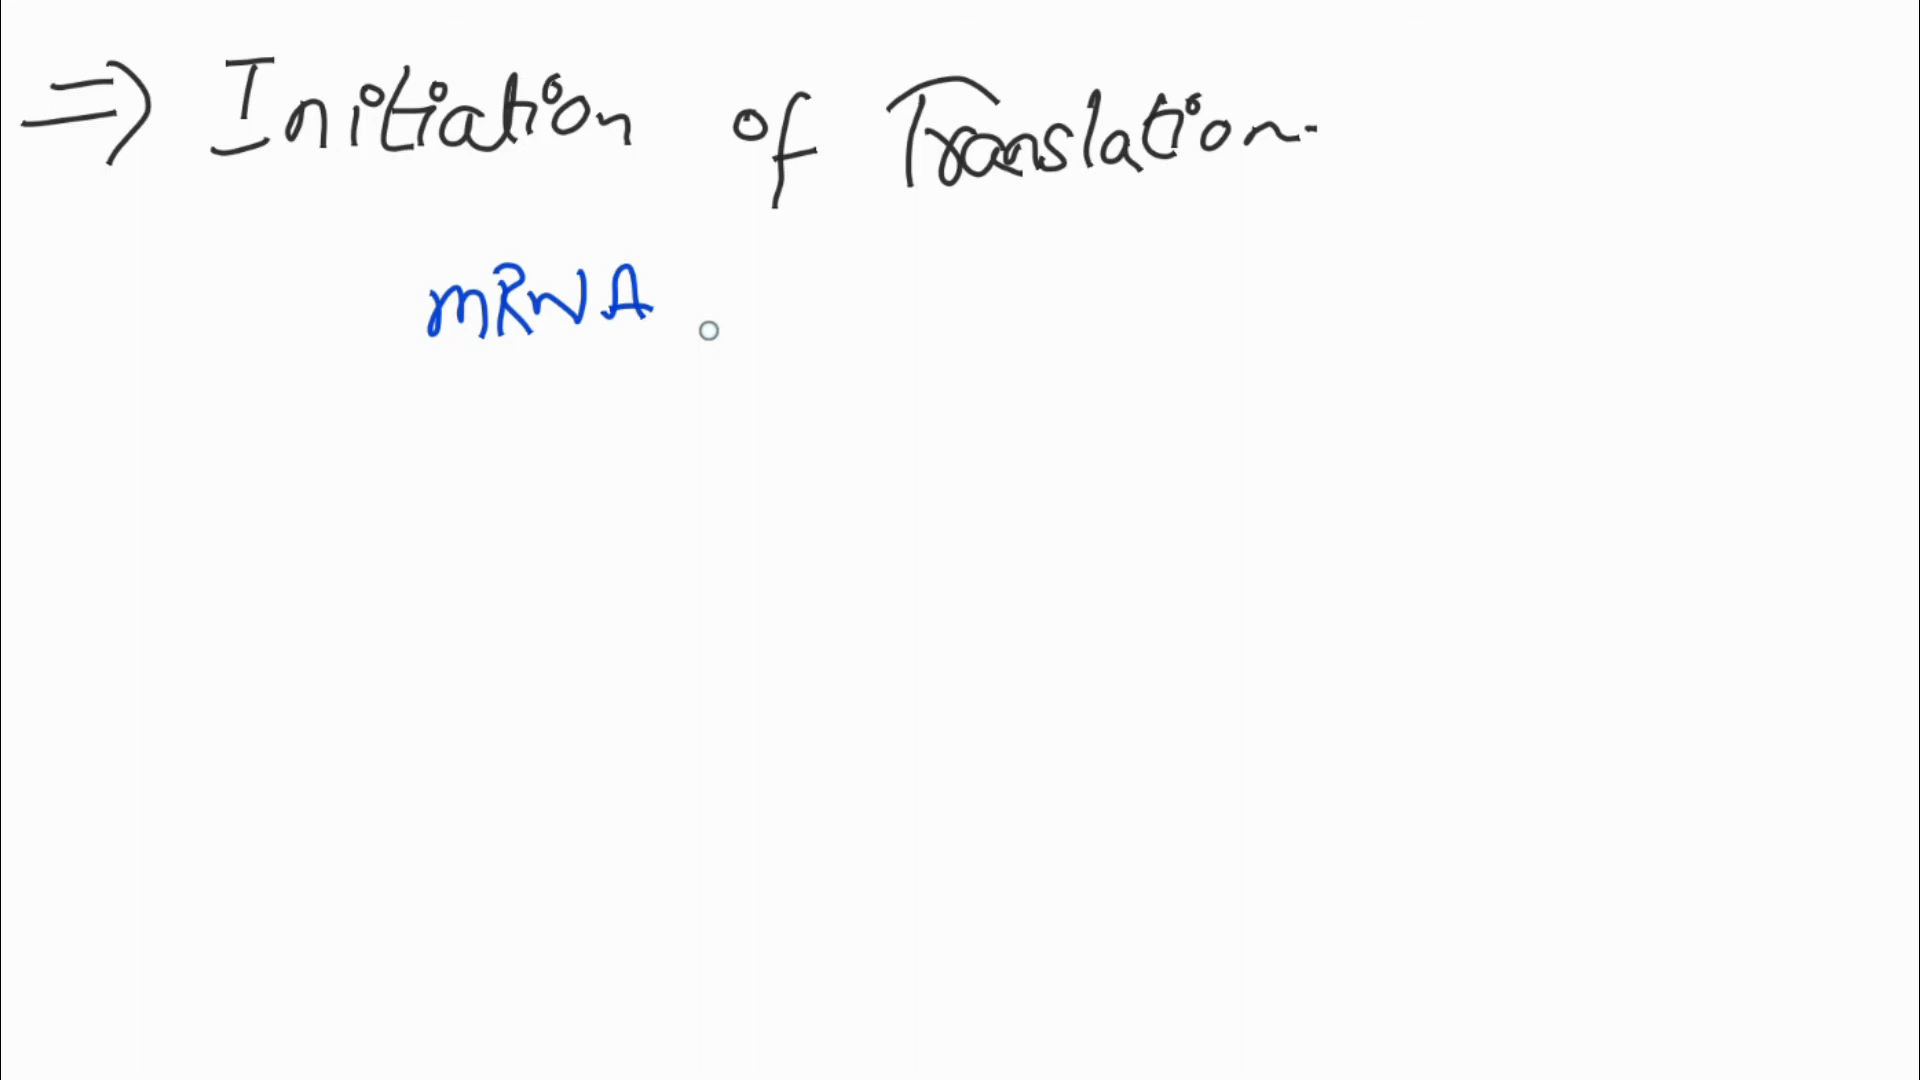 ⇒ Initiation of Translation.
mRNA